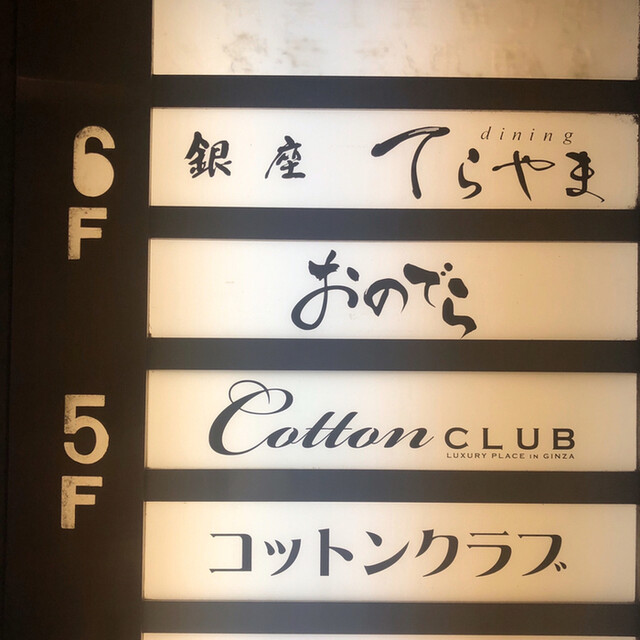 6F
dining
銀座 てらやま
おのでら
5F
Cotton CLUB
LUXURY PLACE in GINZA
コットンクラブ